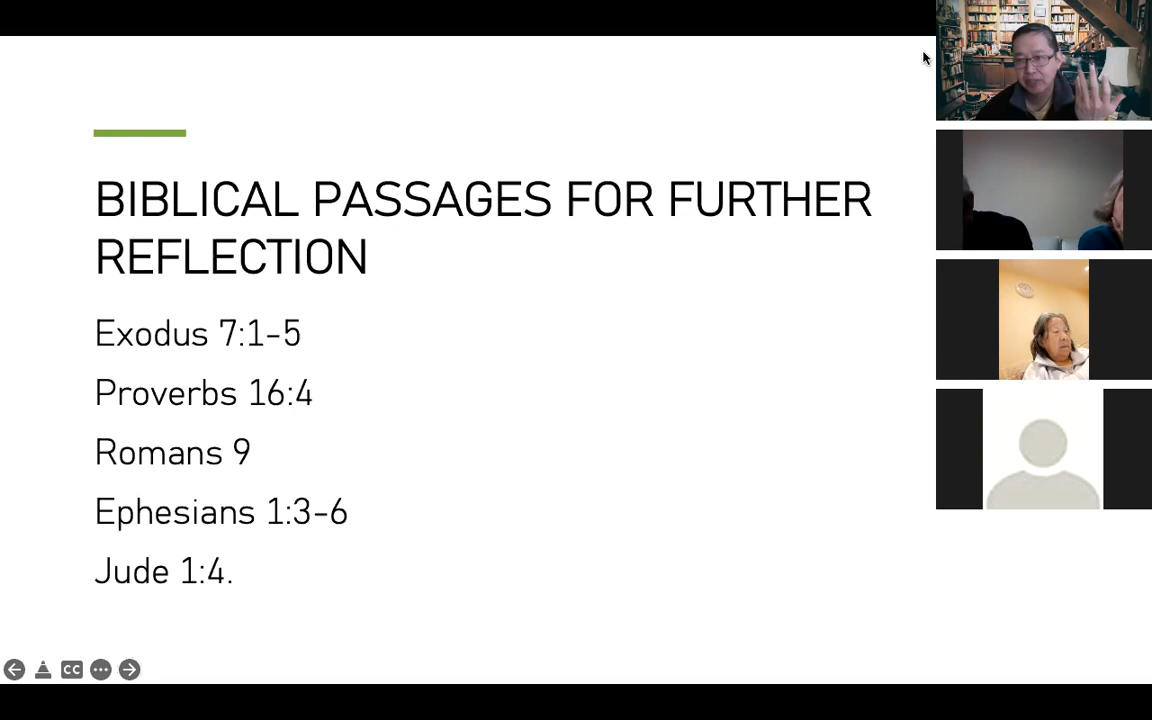 BIBLICAL PASSAGES FOR FURTHER
REFLECTION
Exodus 7:1-5
Proverbs 16:4
Romans 9
Ephesians 1:3-6
Jude 1:4.
CC